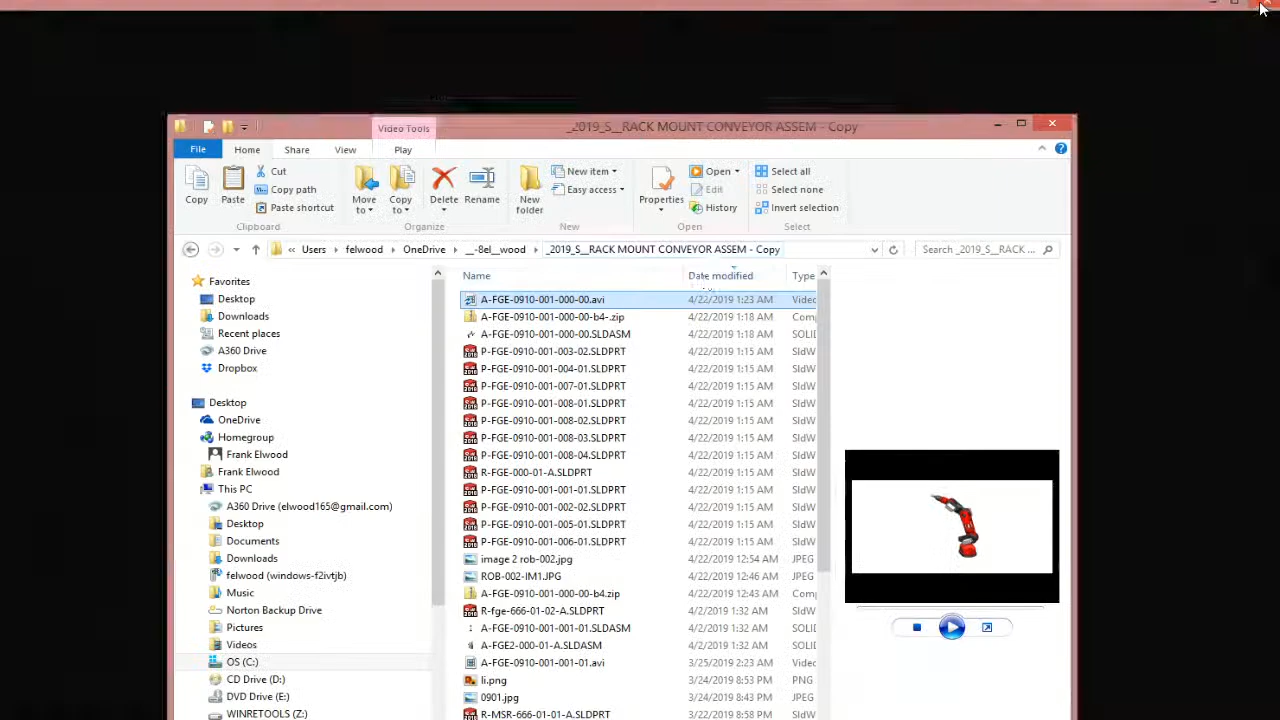 Video Tools
_2019_S__RACK MOUNT CONVEYOR ASSEM - Copy
File Home Share View Play
Copy
Paste
Cut
Copy path
Paste shortcut
Clipboard
Move to
Copy to
Delete
Rename
Organize
New folder
New item
Easy access
New
Properties
Open
Edit
History
Open
Select all
Select none
Invert selection
Select
« Users felwood OneDrive __-8el__wood _2019_S__RACK MOUNT CONVEYOR ASSEM - Copy
Search _2019_S__RACK ...
Favorites
Desktop
Downloads
Recent places
A360 Drive
Dropbox
Desktop
OneDrive
Homegroup
Frank Elwood
Frank Elwood
This PC
A360 Drive (elwood165@gmail.com)
Desktop
Documents
Downloads
felwood (windows-f2ivtjb)
Music
Norton Backup Drive
Pictures
Videos
OS (C:)
CD Drive (D:)
DVD Drive (E:)
WINRETOOLS (Z:)
Name Date modified Type
A-FGE-0910-001-000-00.avi 4/22/2019 1:23 AM Video
A-FGE-0910-001-000-00-b4-.zip 4/22/2019 1:18 AM Comp
A-FGE-0910-001-000-00.SLDASM 4/22/2019 1:18 AM SOLID
P-FGE-0910-001-003-02.SLDPRT 4/22/2019 1:15 AM SldW
P-FGE-0910-001-004-01.SLDPRT 4/22/2019 1:15 AM SldW
P-FGE-0910-001-007-01.SLDPRT 4/22/2019 1:15 AM SldW
P-FGE-0910-001-008-01.SLDPRT 4/22/2019 1:15 AM SldW
P-FGE-0910-001-008-02.SLDPRT 4/22/2019 1:15 AM SldW
P-FGE-0910-001-008-03.SLDPRT 4/22/2019 1:15 AM SldW
P-FGE-0910-001-008-04.SLDPRT 4/22/2019 1:15 AM SldW
R-FGE-000-01-A.SLDPRT 4/22/2019 1:15 AM SldW
P-FGE-0910-001-001-01.SLDPRT 4/22/2019 1:15 AM SldW
P-FGE-0910-001-002-02.SLDPRT 4/22/2019 1:15 AM SldW
P-FGE-0910-001-005-01.SLDPRT 4/22/2019 1:15 AM SldW
P-FGE-0910-001-006-01.SLDPRT 4/22/2019 1:15 AM SldW
image 2 rob-002.jpg 4/22/2019 12:54 AM JPEG
ROB-002-IM1.JPG 4/22/2019 12:46 AM JPEG
A-FGE-0910-001-000-00-b4.zip 4/22/2019 12:43 AM Comp
R-fge-666-01-02-A.SLDPRT 4/2/2019 1:32 AM SldW
A-FGE-0910-001-001-01.SLDASM 4/2/2019 1:32 AM SOLID
A-FGE2-000-01-A.SLDASM 4/2/2019 1:32 AM SOLID
A-FGE-0910-001-001-01.avi 3/25/2019 2:23 AM Video
li.png 3/24/2019 8:53 PM PNG
0901.jpg 3/24/2019 8:43 PM JPEG
R-MSR-666-01-01-A.SLDPRT 3/22/2019 8:58 PM SldW